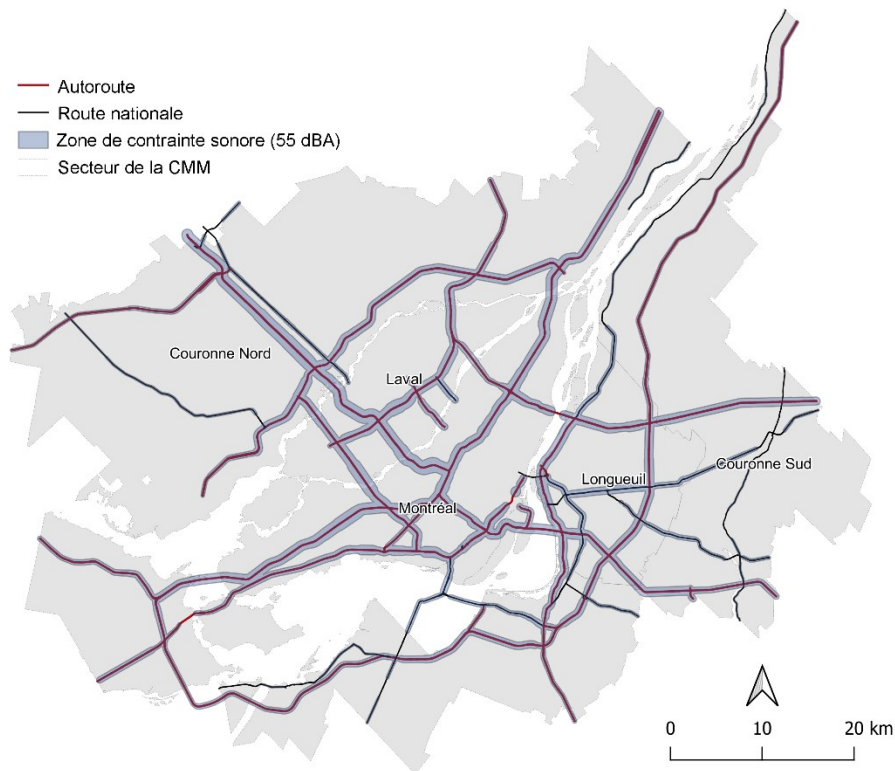 Autoroute
Route nationale
Zone de contrainte sonore (55 dBA)
Secteur de la CMM
Couronne Nord
Laval
Longueuil
Couronne Sud
Montréal
0 10 20 km